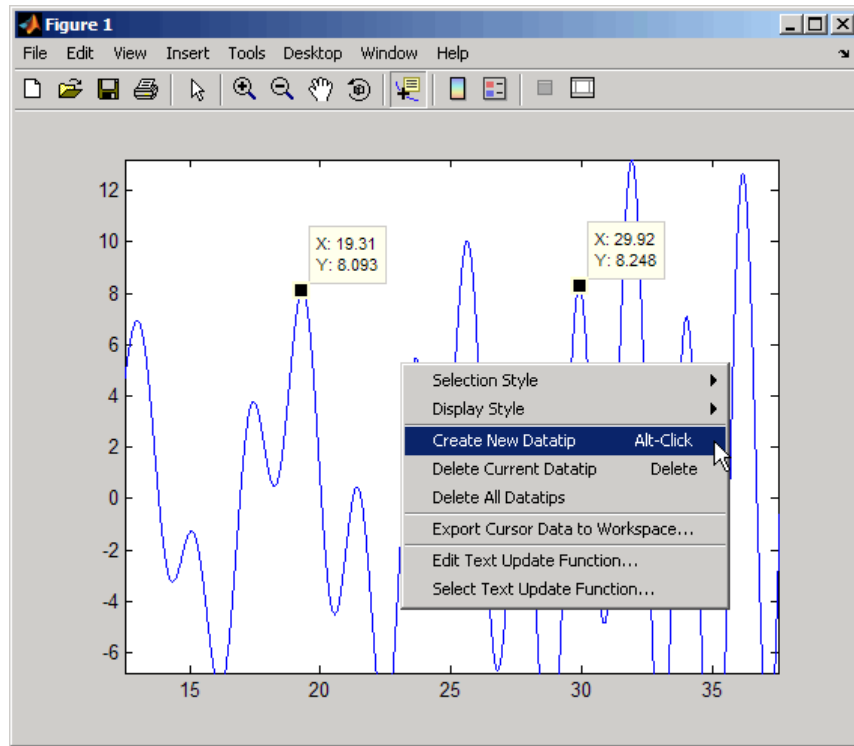 Figure 1
File Edit View Insert Tools Desktop Window Help
12
10
8
6
4
2
0
-2
-4
-6
X: 19.31
Y: 8.093
X: 29.92
Y: 8.248
Selection Style
Display Style
Create New Datatip Alt-Click
Delete Current Datatip Delete
Delete All Datatips
Export Cursor Data to Workspace...
Edit Text Update Function...
Select Text Update Function...
15 20 25 30 35